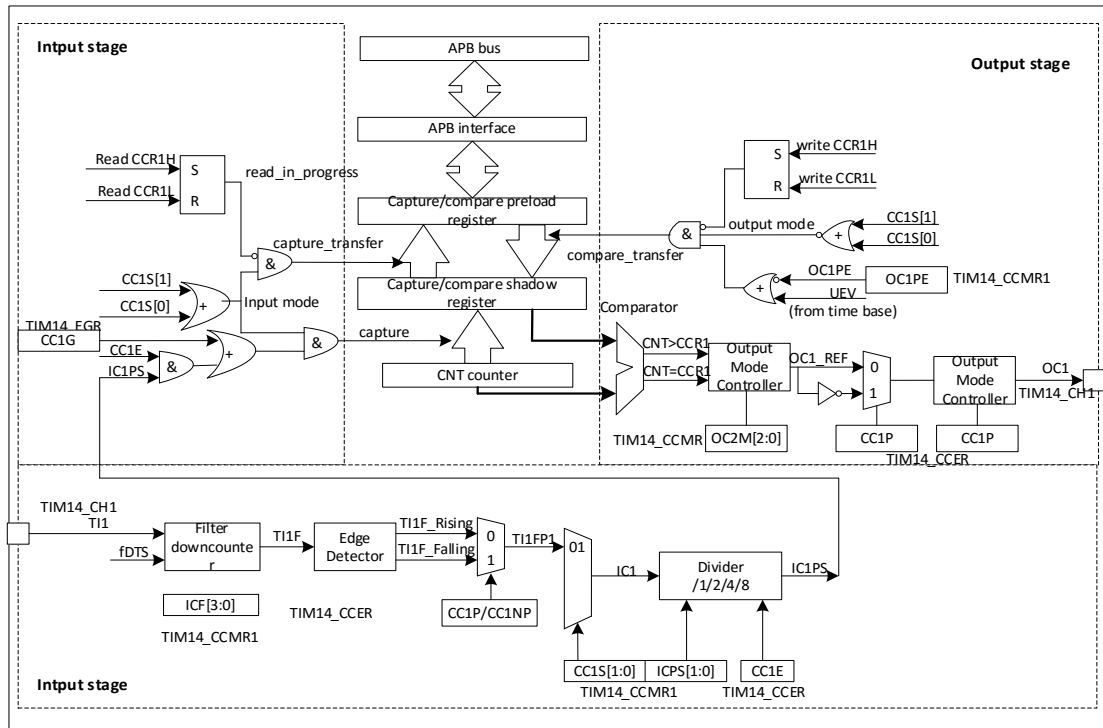 Intput stage
APB bus
Output stage
APB interface
Read CCR1H
S
Read CCR1L
R
read_in_progress
S
write CCR1H
R
write CCR1L
Capture/compare preload
register
output mode
&
+
CC1S[1]
CC1S[0]
capture_transfer
&
compare_transfer
CC1S[1]
CC1S[0]
+
Input mode
Capture/compare shadow
register
+
OC1PE
OC1PE
TIM14_CCMR1
UEV
(from time base)
TIM14_EGR
CC1G
CC1E
IC1PS
&
+
&
capture
CNT counter
Comparator
CNT>CCR1
CNT=CCR1
Output
Mode
Controller
OC1_REF
0
1
Output
Mode
Controller
OC1
TIM14_CH1
TIM14_CCMR
OC2M[2:0]
CC1P
CC1P
TIM14_CCER
TIM14_CH1
TI1
fDTS
Filter
downcounte
r
TI1F
Edge
Detector
TI1F_Rising
TI1F_Falling
0
1
TI1FP1
01
IC1
Divider
/1/2/4/8
IC1PS
ICF[3:0]
TIM14_CCMR1
TIM14_CCER
CC1P/CC1NP
CC1S[1:0]
ICPS[1:0]
CC1E
TIM14_CCMR1
TIM14_CCER
Intput stage